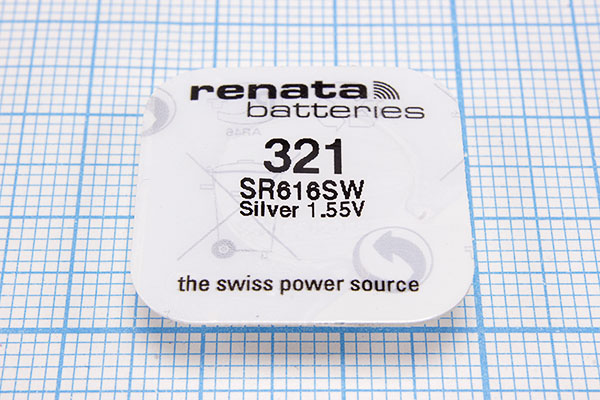 renata
batteries
321
SR616SW
Silver 1.55V
the swiss power source